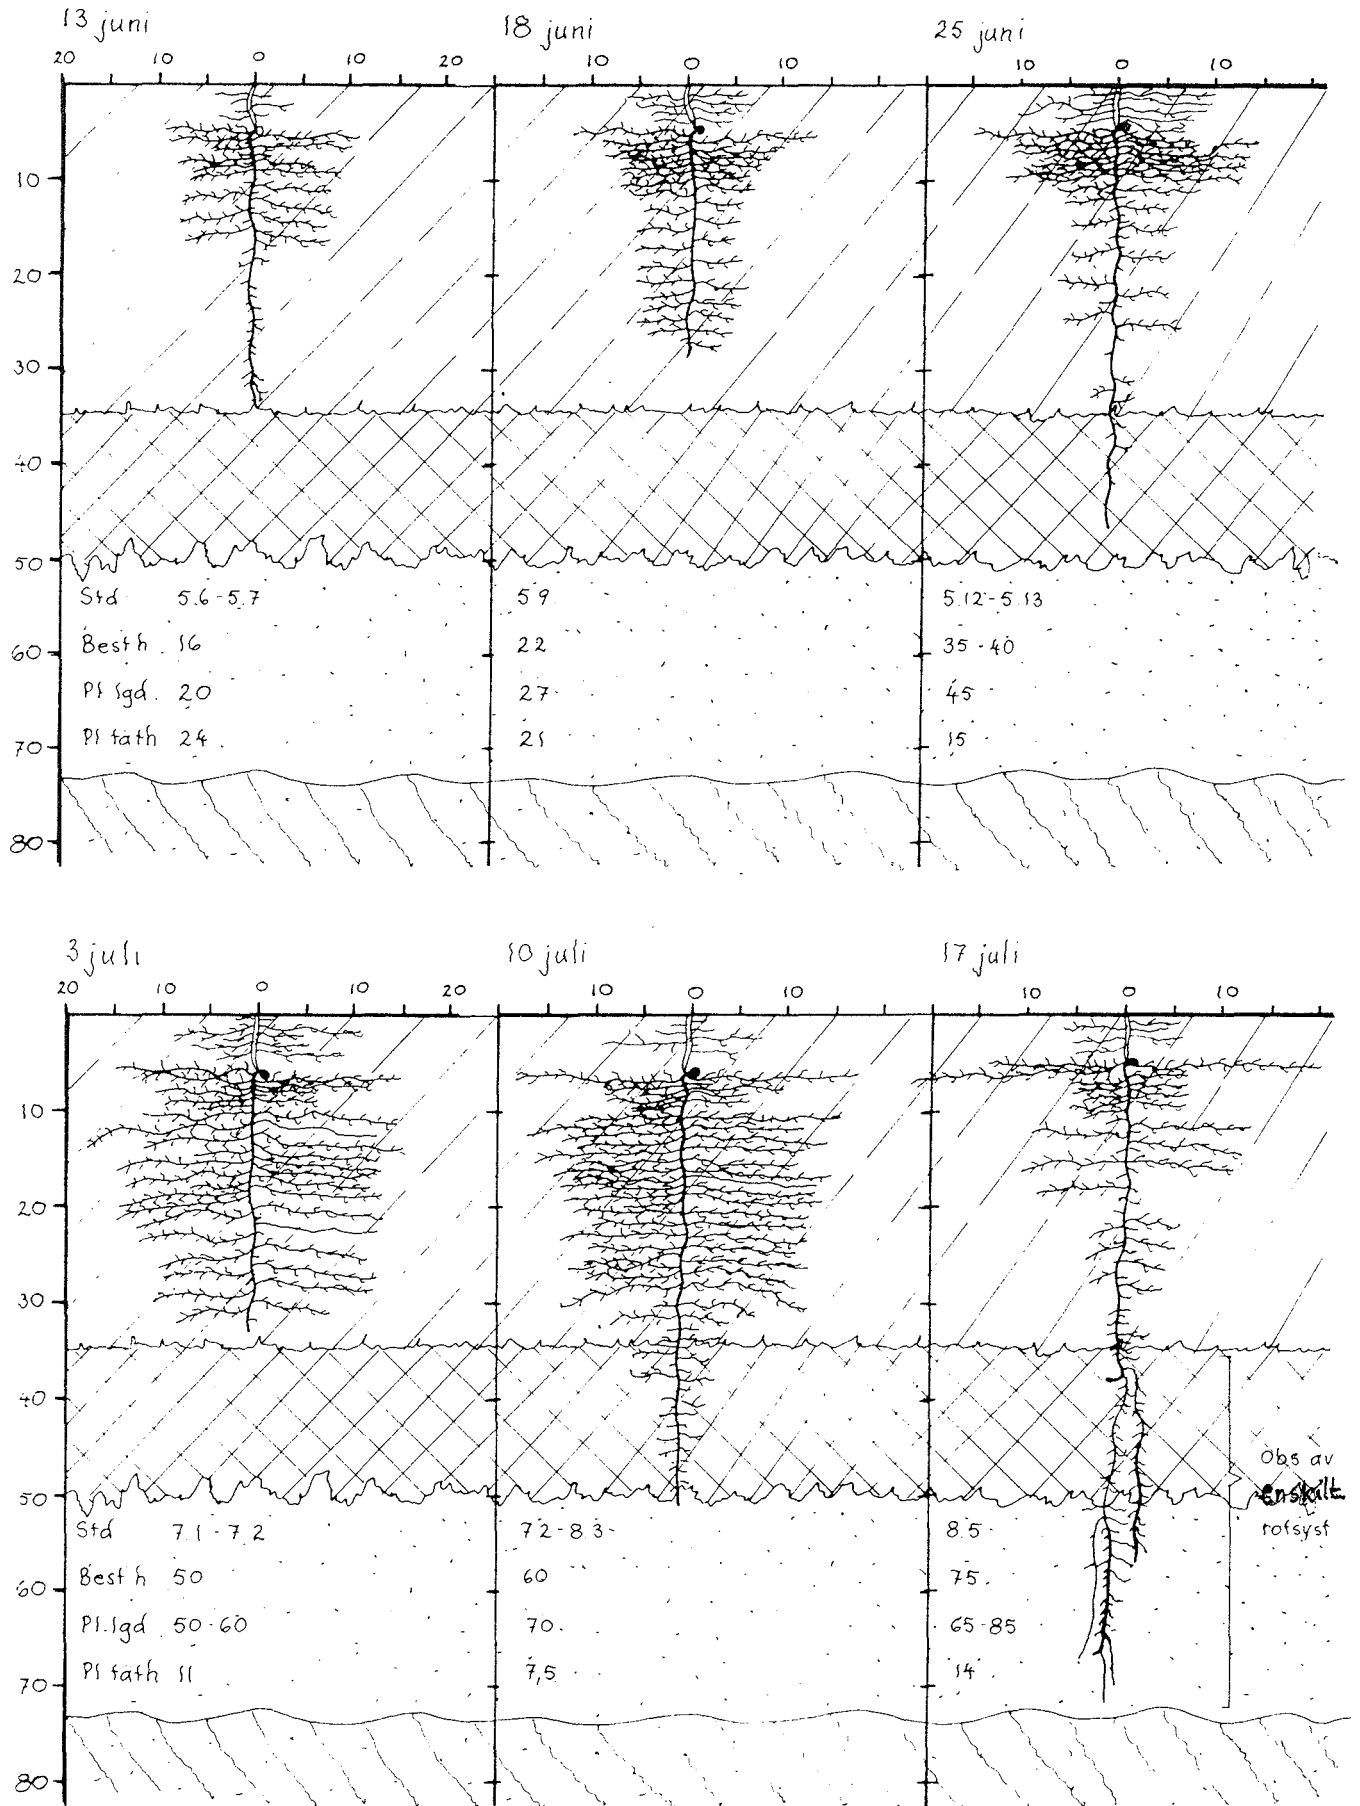 13 juni 18 juni 25 juni
20 10 0 10 20 10 0 10 10 0 10
10
20
30
40
50
Std 5.6-5.7 5 9 5.12-5.13
Best h. 16 22 35-40
60
Pl lgd. 20 27 45
Pl täth 24 21 15
70
80
3 juli 10 juli 17 juli
20 10 0 10 20 10 0 10 10 0 10
10
20
30
40
Obs av
50 enskilt
Std 7.1-7.2 7 2-8 3 8.5 rotsyst
Best h 50 60 75
60
Pl.lgd 50-60 70 65-85
Pl täth 11 7,5 14
70
80